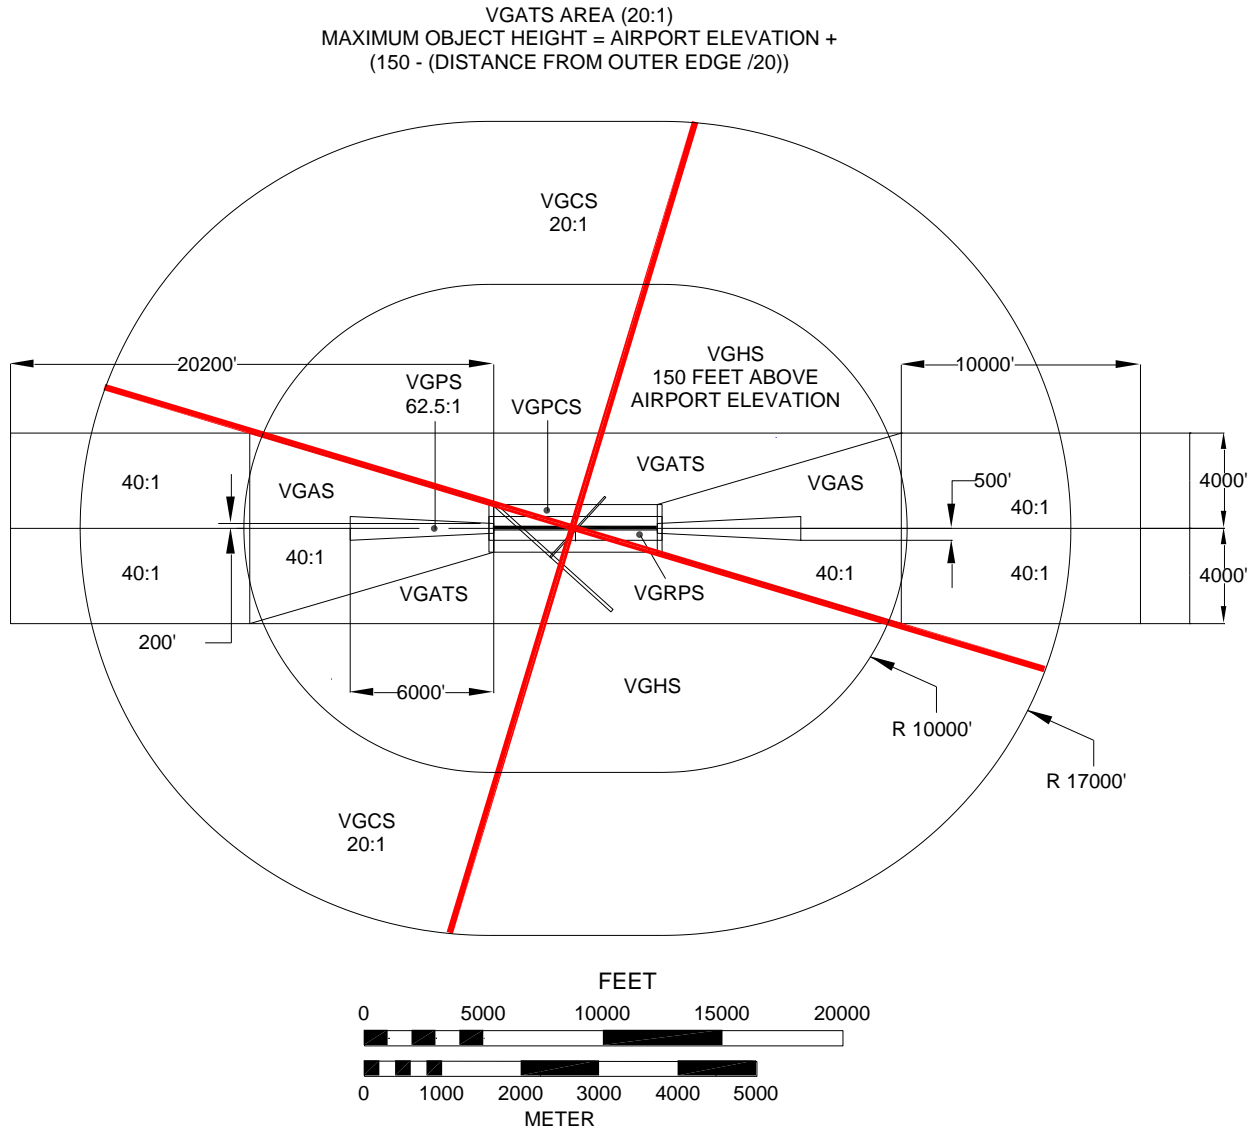 VGATS AREA (20:1)
MAXIMUM OBJECT HEIGHT = AIRPORT ELEVATION +
(150 - (DISTANCE FROM OUTER EDGE /20))
VGCS
20:1
20200'
VGPS
62.5:1
VGPCS
VGHS
150 FEET ABOVE
AIRPORT ELEVATION
10000'
40:1
VGAS
VGATS
VGAS
500'
40:1
4000'
40:1
40:1
VGATS
VGRPS
40:1
40:1
4000'
200'
6000'
VGHS
R 10000'
R 17000'
VGCS
20:1
FEET
0 5000 10000 15000 20000
0 1000 2000 3000 4000 5000
METER